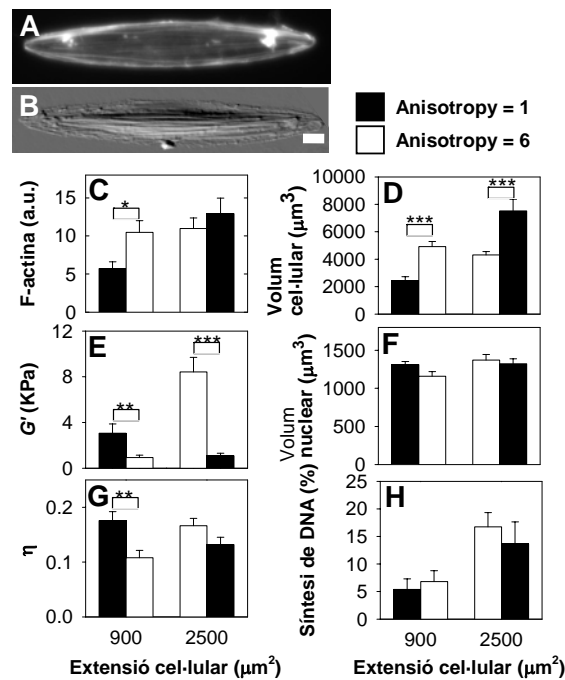 A
B
Anisotropy = 1
Anisotropy = 6
C
F-actina (a.u.)
15
10
5
0
*
D
Volum
cel·lular (μm³)
10000
8000
6000
4000
2000
0
***
***
E
G' (KPa)
12
8
4
0
**
***
F
Volum
nuclear (μm³)
1500
1000
500
0
G
η
0.2
0.1
0.0
**
900
2500
Extensió cel·lular (μm²)
H
Síntesi de DNA (%)
25
20
15
10
5
0
900
2500
Extensió cel·lular (μm²)